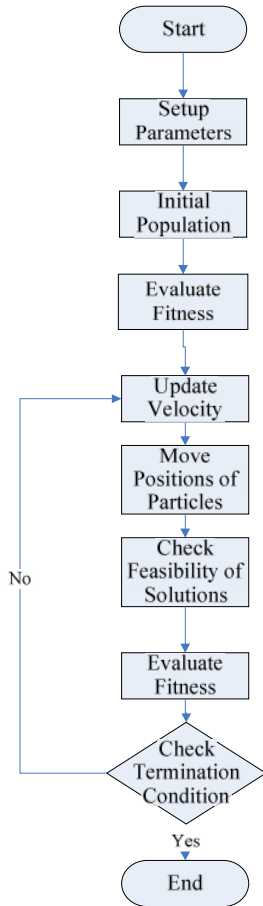 Start
Setup
Parameters
Initial
Population
Evaluate
Fitness
Update
Velocity
Move
Positions of
Particles
Check
Feasibility of
Solutions
No
Evaluate
Fitness
Check
Termination
Condition
Yes
End